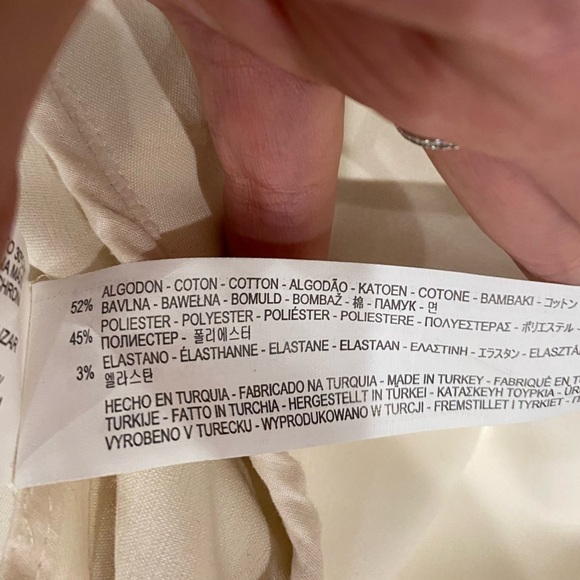 52% ALGODON - COTON - COTTON - ALGODÃO - KATOEN - COTONE - BAMBAKI - コットン
BAVLNA - BAWEŁNA - BOMULD - BOMBAŽ - 棉 - ПАМУК - 면
45% POLIESTER - POLYESTER - POLIÉSTER - POLIESTERE - ΠΟΛΥΕΣΤΕΡΑΣ - ポリエステル -
ПОЛИЕСТЕР - 폴리에스터
3% ELASTANO - ÉLASTHANNE - ELASTANE - ELASTAAN - ΕΛΑΣΤΙΝΗ - エラスタン -
엘라스탄
HECHO EN TURQUIA - FABRICADO NA TURQUIA - MADE IN TURKEY - FABRIQUÉ EN
TURKIJE - FATTO IN TURCHIA - HERGESTELLT IN TÜRKEI - ΚΑΤΑΣΚΕΥΗ ΤΟΥΡΚΙΑ -
VYROBENO V TURECKU - WYPRODUKOWANO W TURCJI - FREMSTILLET I TYRKIET -